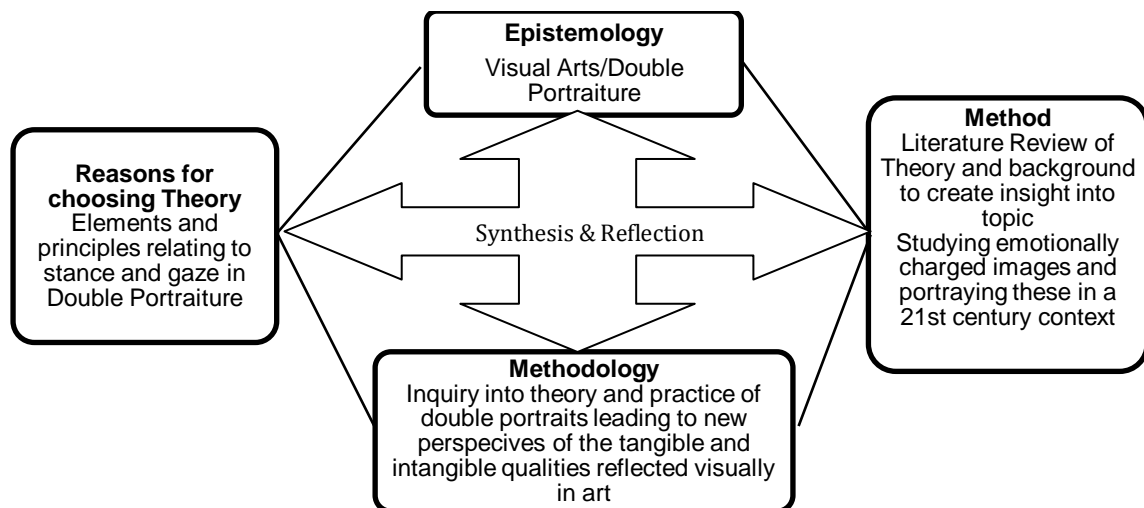 Epistemology
Visual Arts/Double
Portraiture
Reasons for
choosing Theory
Elements and
principles relating to
stance and gaze in
Double Portraiture
Synthesis & Reflection
Method
Literature Review of
Theory and background
to create insight into
topic
Studying emotionally
charged images and
portraying these in a
21st century context
Methodology
Inquiry into theory and practice of
double portraits leading to new
perspecives of the tangible and
intangible qualities reflected visually
in art